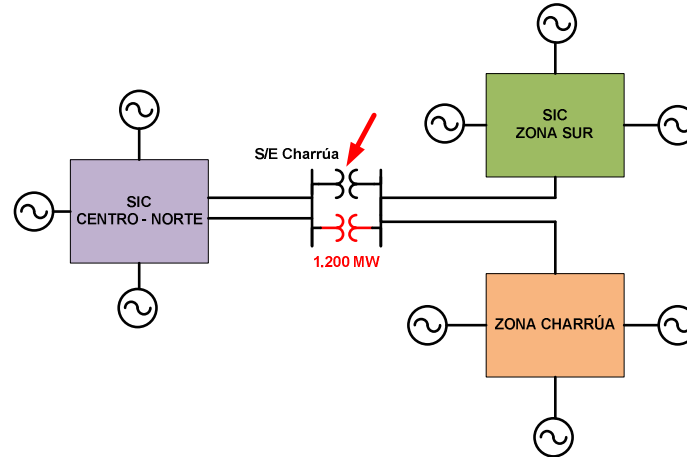 SIC
ZONA SUR
S/E Charrúa
SIC
CENTRO - NORTE
1.200 MW
ZONA CHARRÚA